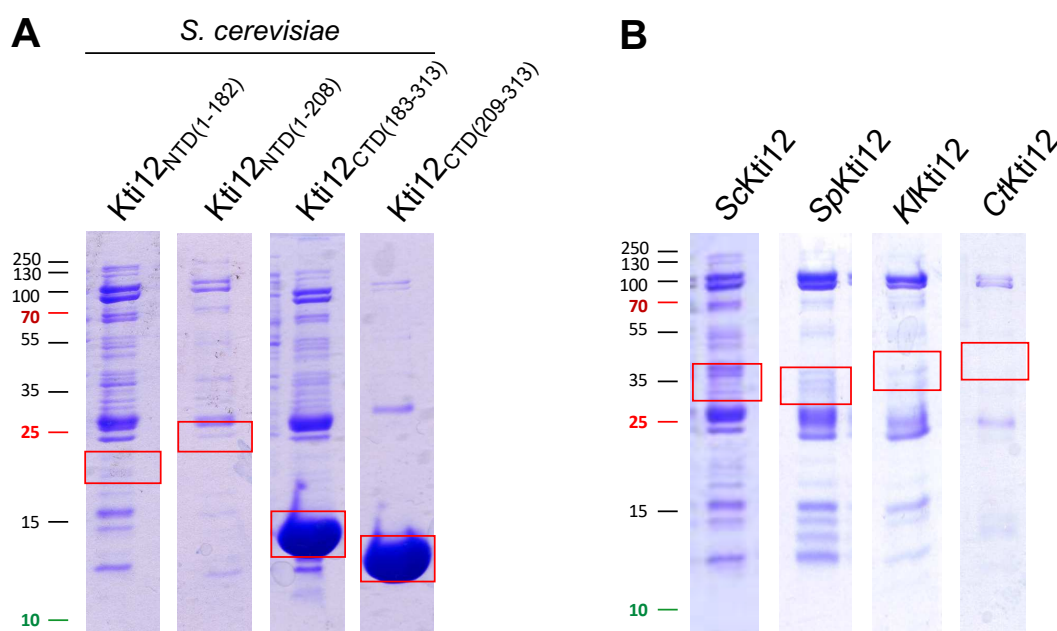 A
S. cerevisiae
Kti12NTD(1-182)
Kti12NTD(1-208)
Kti12CTD(183-313)
Kti12CTD(209-313)
250
130
100
70
55
35
25
15
10
B
ScKti12
SpKti12
KlKti12
CtKti12
250
130
100
70
55
35
25
15
10